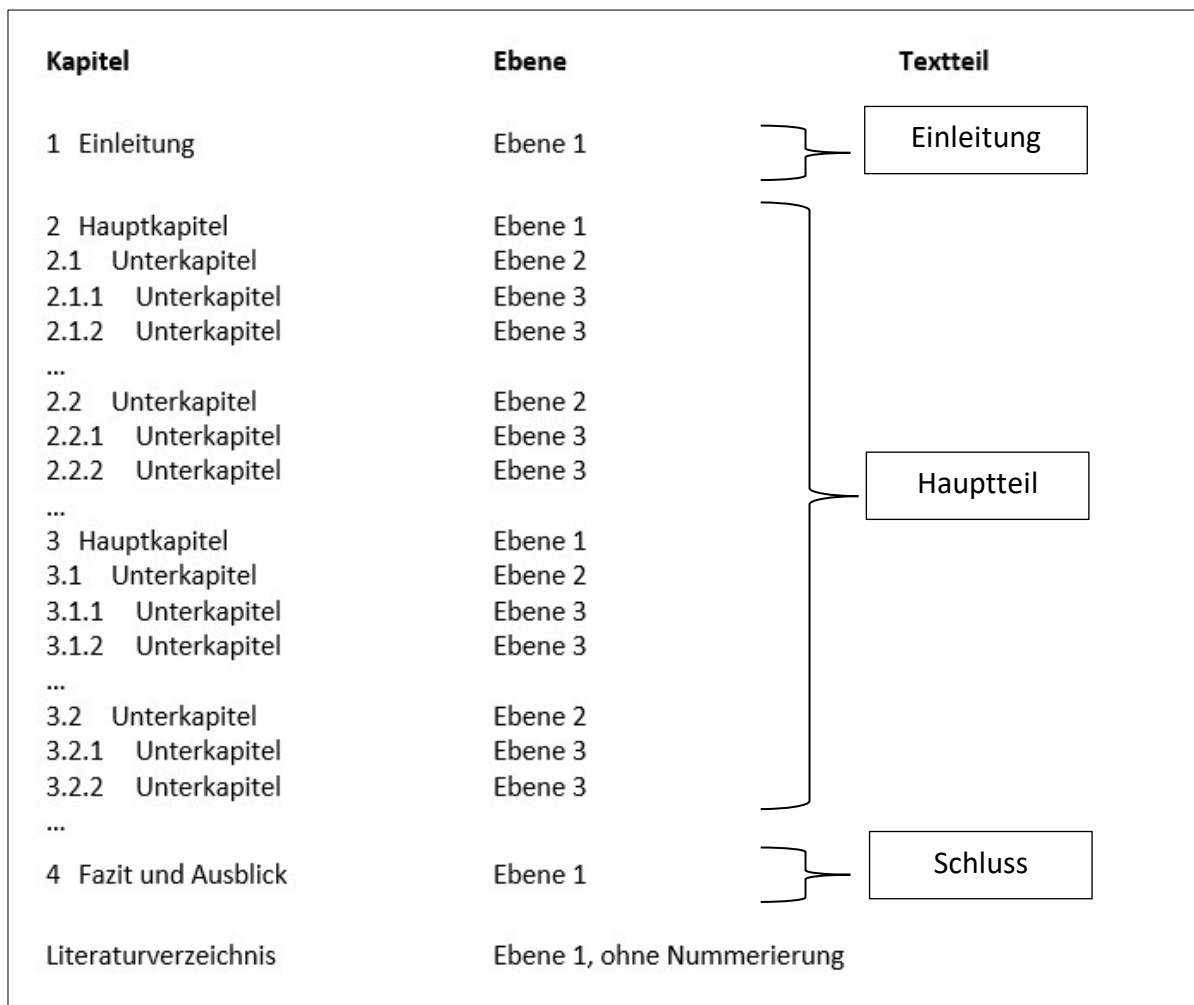 Kapitel Ebene Textteil
1 Einleitung Ebene 1 Einleitung
2 Hauptkapitel Ebene 1
2.1 Unterkapitel Ebene 2
2.1.1 Unterkapitel Ebene 3
2.1.2 Unterkapitel Ebene 3
...
2.2 Unterkapitel Ebene 2
2.2.1 Unterkapitel Ebene 3
2.2.2 Unterkapitel Ebene 3
Hauptteil
...
3 Hauptkapitel Ebene 1
3.1 Unterkapitel Ebene 2
3.1.1 Unterkapitel Ebene 3
3.1.2 Unterkapitel Ebene 3
...
3.2 Unterkapitel Ebene 2
3.2.1 Unterkapitel Ebene 3
3.2.2 Unterkapitel Ebene 3
...
4 Fazit und Ausblick Ebene 1 Schluss
Literaturverzeichnis Ebene 1, ohne Nummerierung